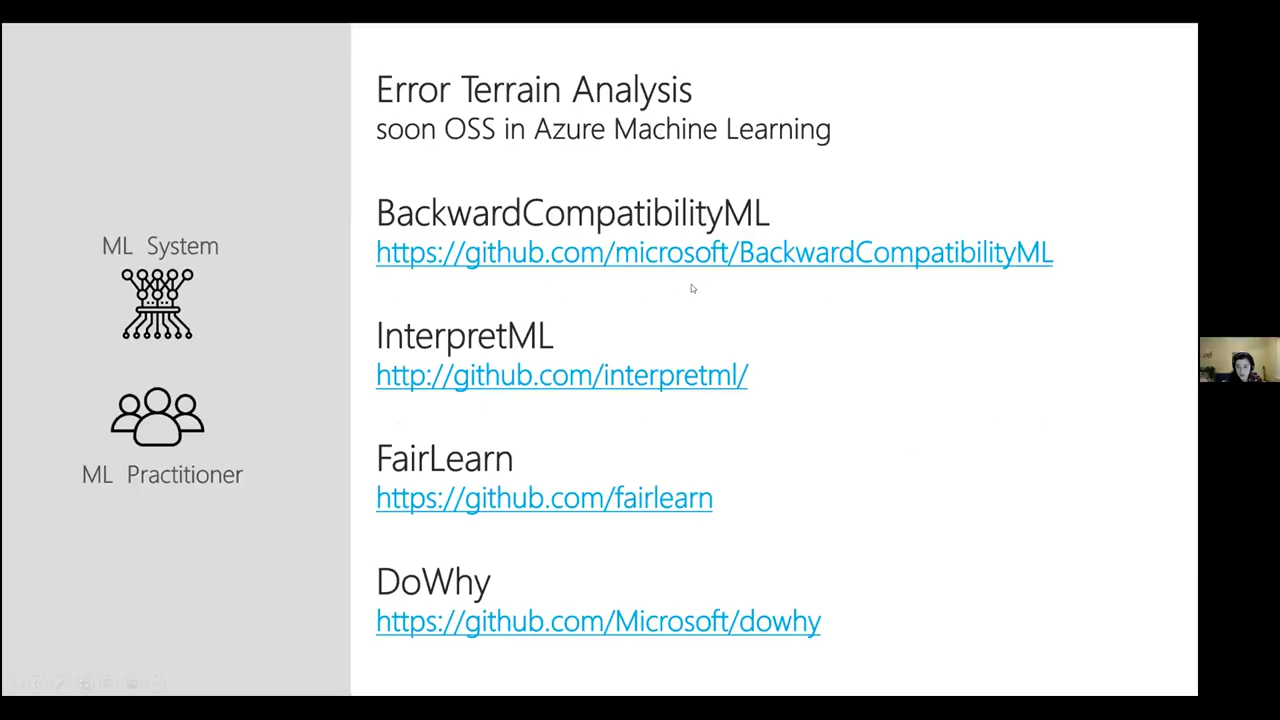 ML System
ML Practitioner
Error Terrain Analysis
soon OSS in Azure Machine Learning
BackwardCompatibilityML
https://github.com/microsoft/BackwardCompatibilityML
InterpretML
http://github.com/interpretml/
FairLearn
https://github.com/fairlearn
DoWhy
https://github.com/Microsoft/dowhy